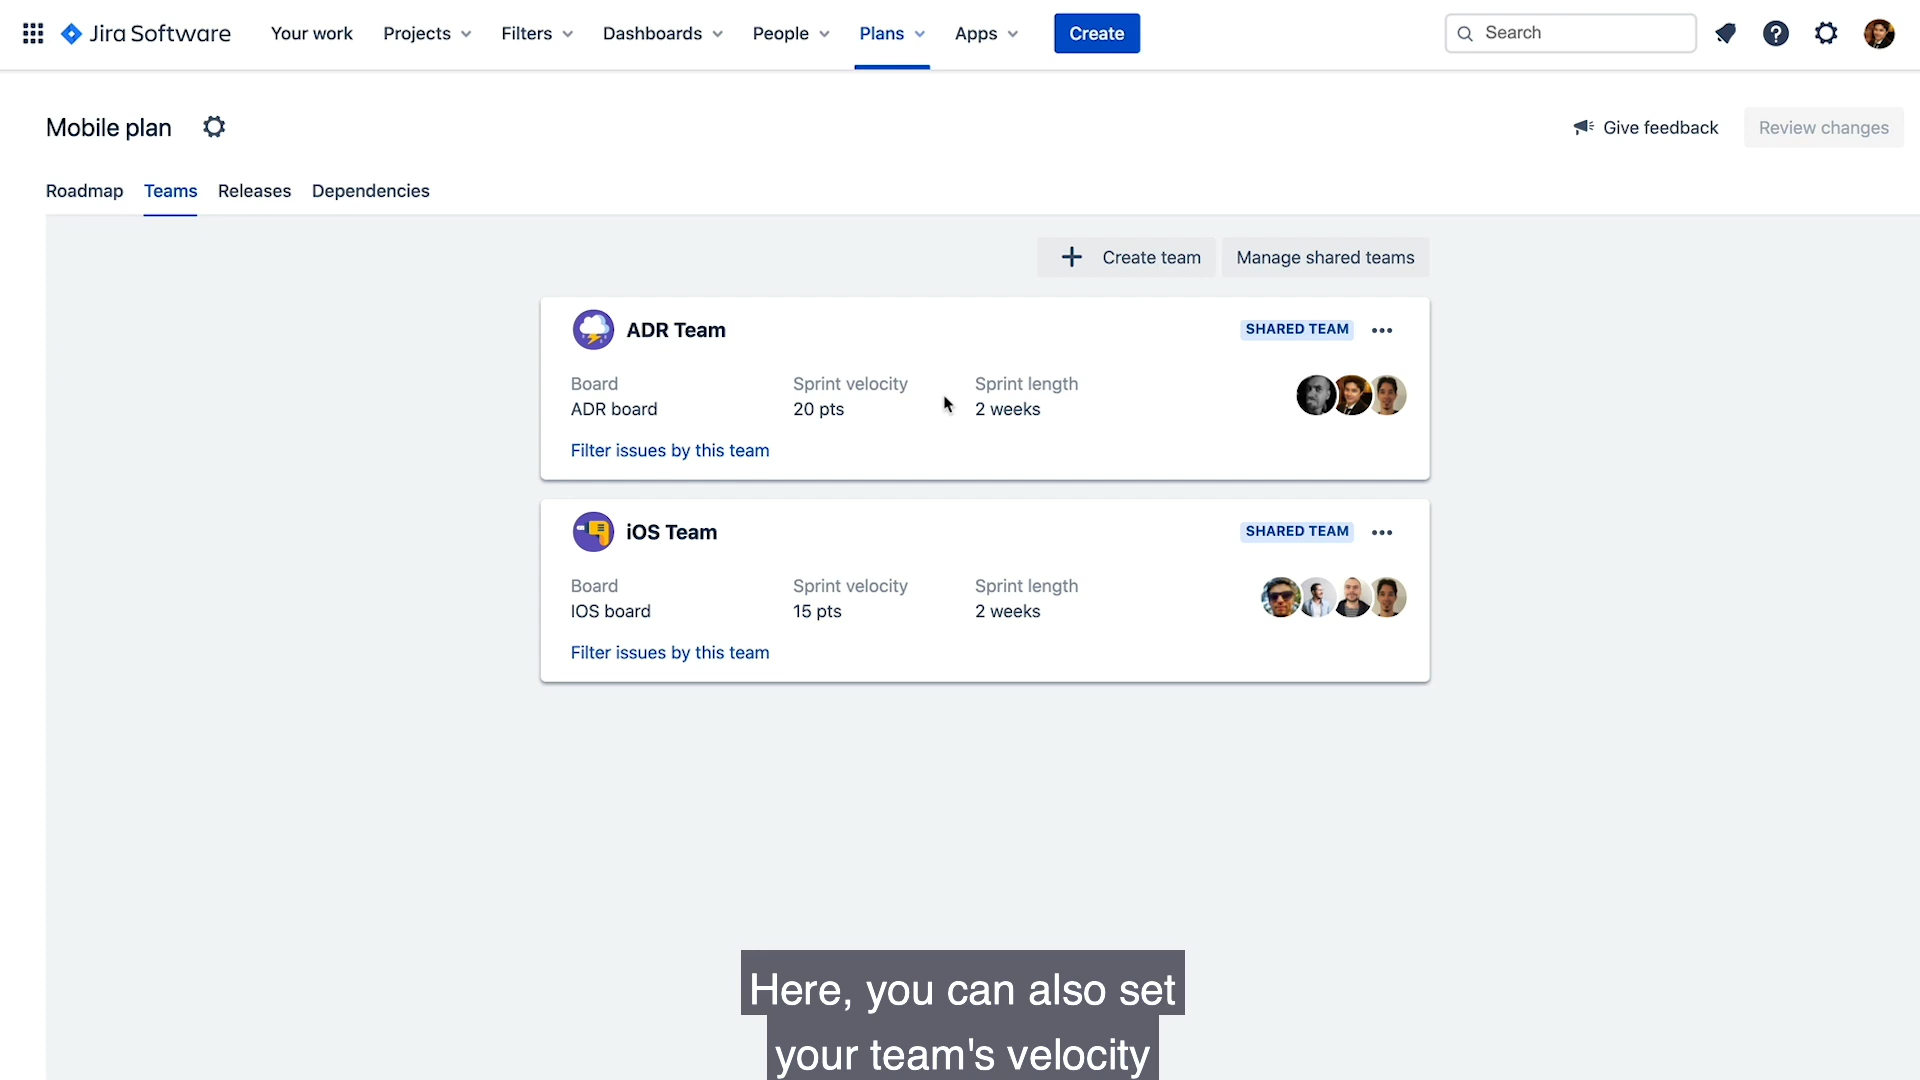 Jira Software Your work Projects Filters Dashboards People Plans Apps Create Search
Mobile plan Give feedback Review changes
Roadmap Teams Releases Dependencies
Create team Manage shared teams
ADR Team SHARED TEAM
Board Sprint velocity Sprint length
ADR board 20 pts 2 weeks
Filter issues by this team
iOS Team SHARED TEAM
Board Sprint velocity Sprint length
IOS board 15 pts 2 weeks
Filter issues by this team
Here, you can also set
your team's velocity